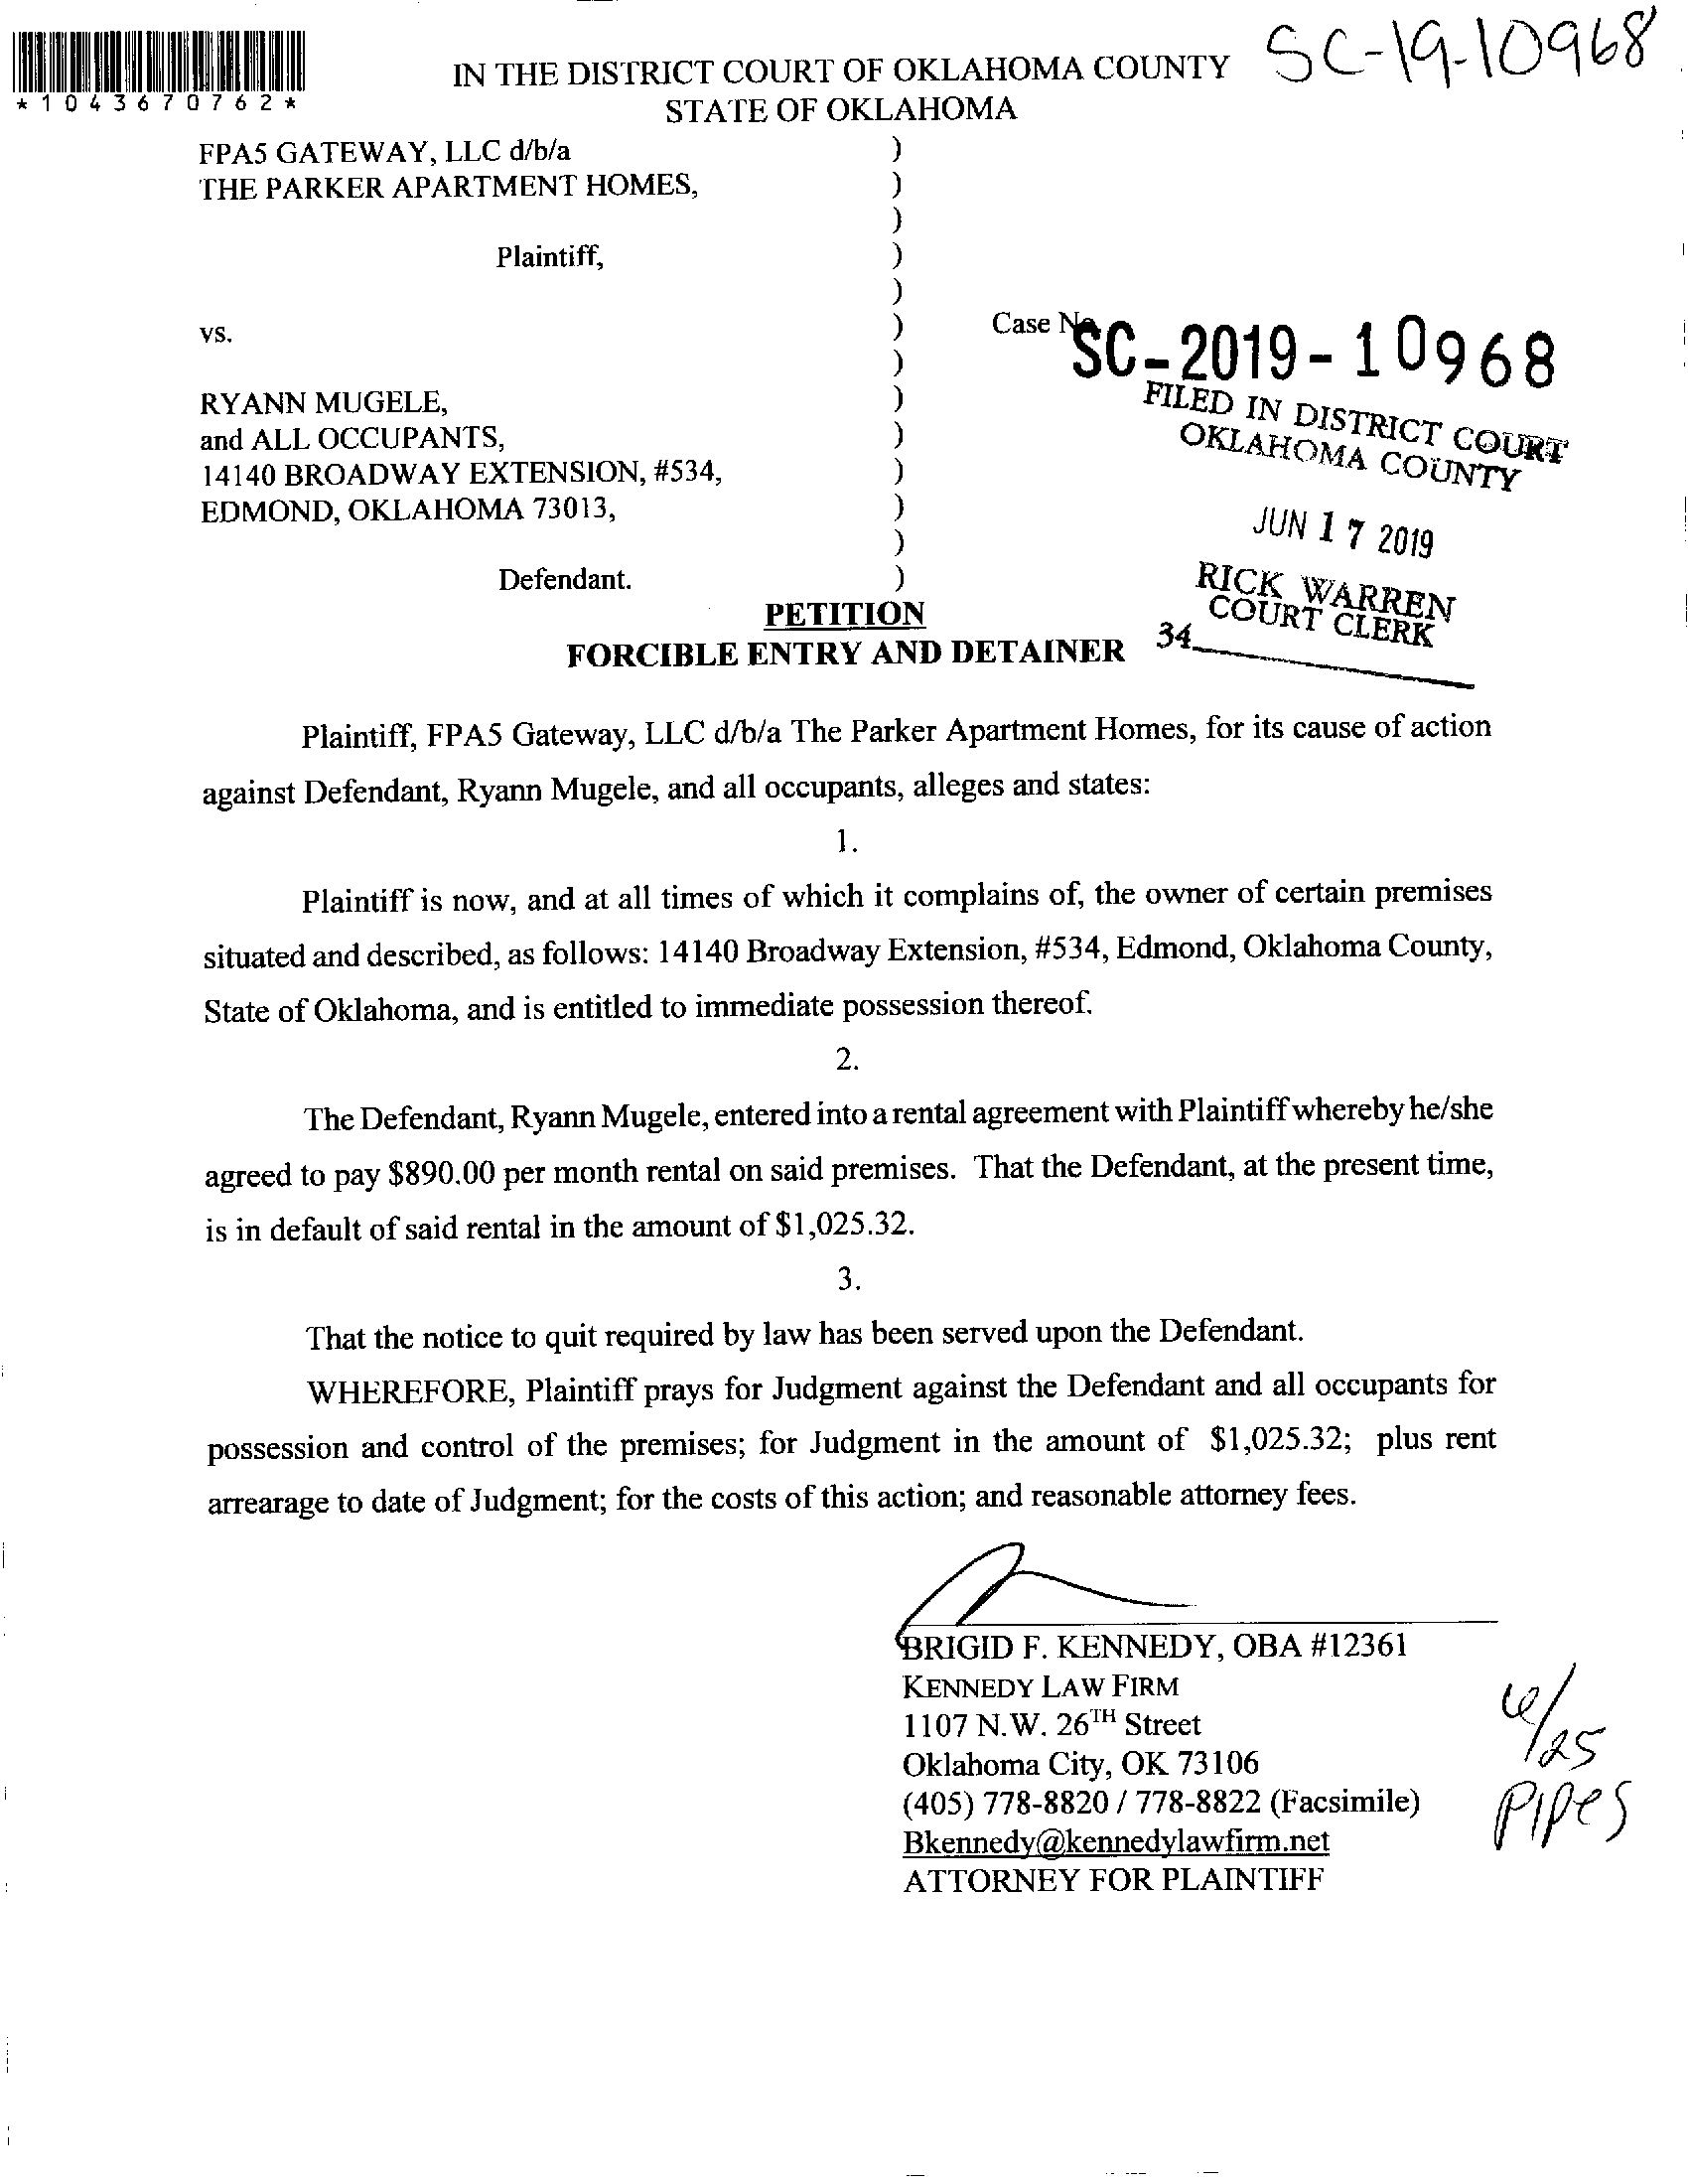 SC-19-10968
*1043670762*
IN THE DISTRICT COURT OF OKLAHOMA COUNTY
STATE OF OKLAHOMA
FPA5 GATEWAY, LLC d/b/a )
THE PARKER APARTMENT HOMES, )
)
Plaintiff, )
)
vs. )
Case No.
SC-2019-10968
)
RYANN MUGELE, )
and ALL OCCUPANTS, )
14140 BROADWAY EXTENSION, #534, )
EDMOND, OKLAHOMA 73013, )
)
Defendant. )
FILED IN DISTRICT COURT
OKLAHOMA COUNTY
JUN 17 2019
RICK WARREN
COURT CLERK
34
PETITION
FORCIBLE ENTRY AND DETAINER
Plaintiff, FPA5 Gateway, LLC d/b/a The Parker Apartment Homes, for its cause of action
against Defendant, Ryann Mugele, and all occupants, alleges and states:
1.
Plaintiff is now, and at all times of which it complains of, the owner of certain premises
situated and described, as follows: 14140 Broadway Extension, #534, Edmond, Oklahoma County,
State of Oklahoma, and is entitled to immediate possession thereof.
2.
The Defendant, Ryann Mugele, entered into a rental agreement with Plaintiff whereby he/she
agreed to pay $890.00 per month rental on said premises. That the Defendant, at the present time,
is in default of said rental in the amount of $1,025.32.
3.
That the notice to quit required by law has been served upon the Defendant.
WHEREFORE, Plaintiff prays for Judgment against the Defendant and all occupants for
possession and control of the premises; for Judgment in the amount of $1,025.32; plus rent
arrearage to date of Judgment; for the costs of this action; and reasonable attorney fees.
BRIGID F. KENNEDY, OBA #12361
KENNEDY LAW FIRM
1107 N.W. 26TH Street
Oklahoma City, OK 73106
(405) 778-8820 / 778-8822 (Facsimile)
Bkennedy@kennedylawfirm.net
ATTORNEY FOR PLAINTIFF
6/25
Pipes